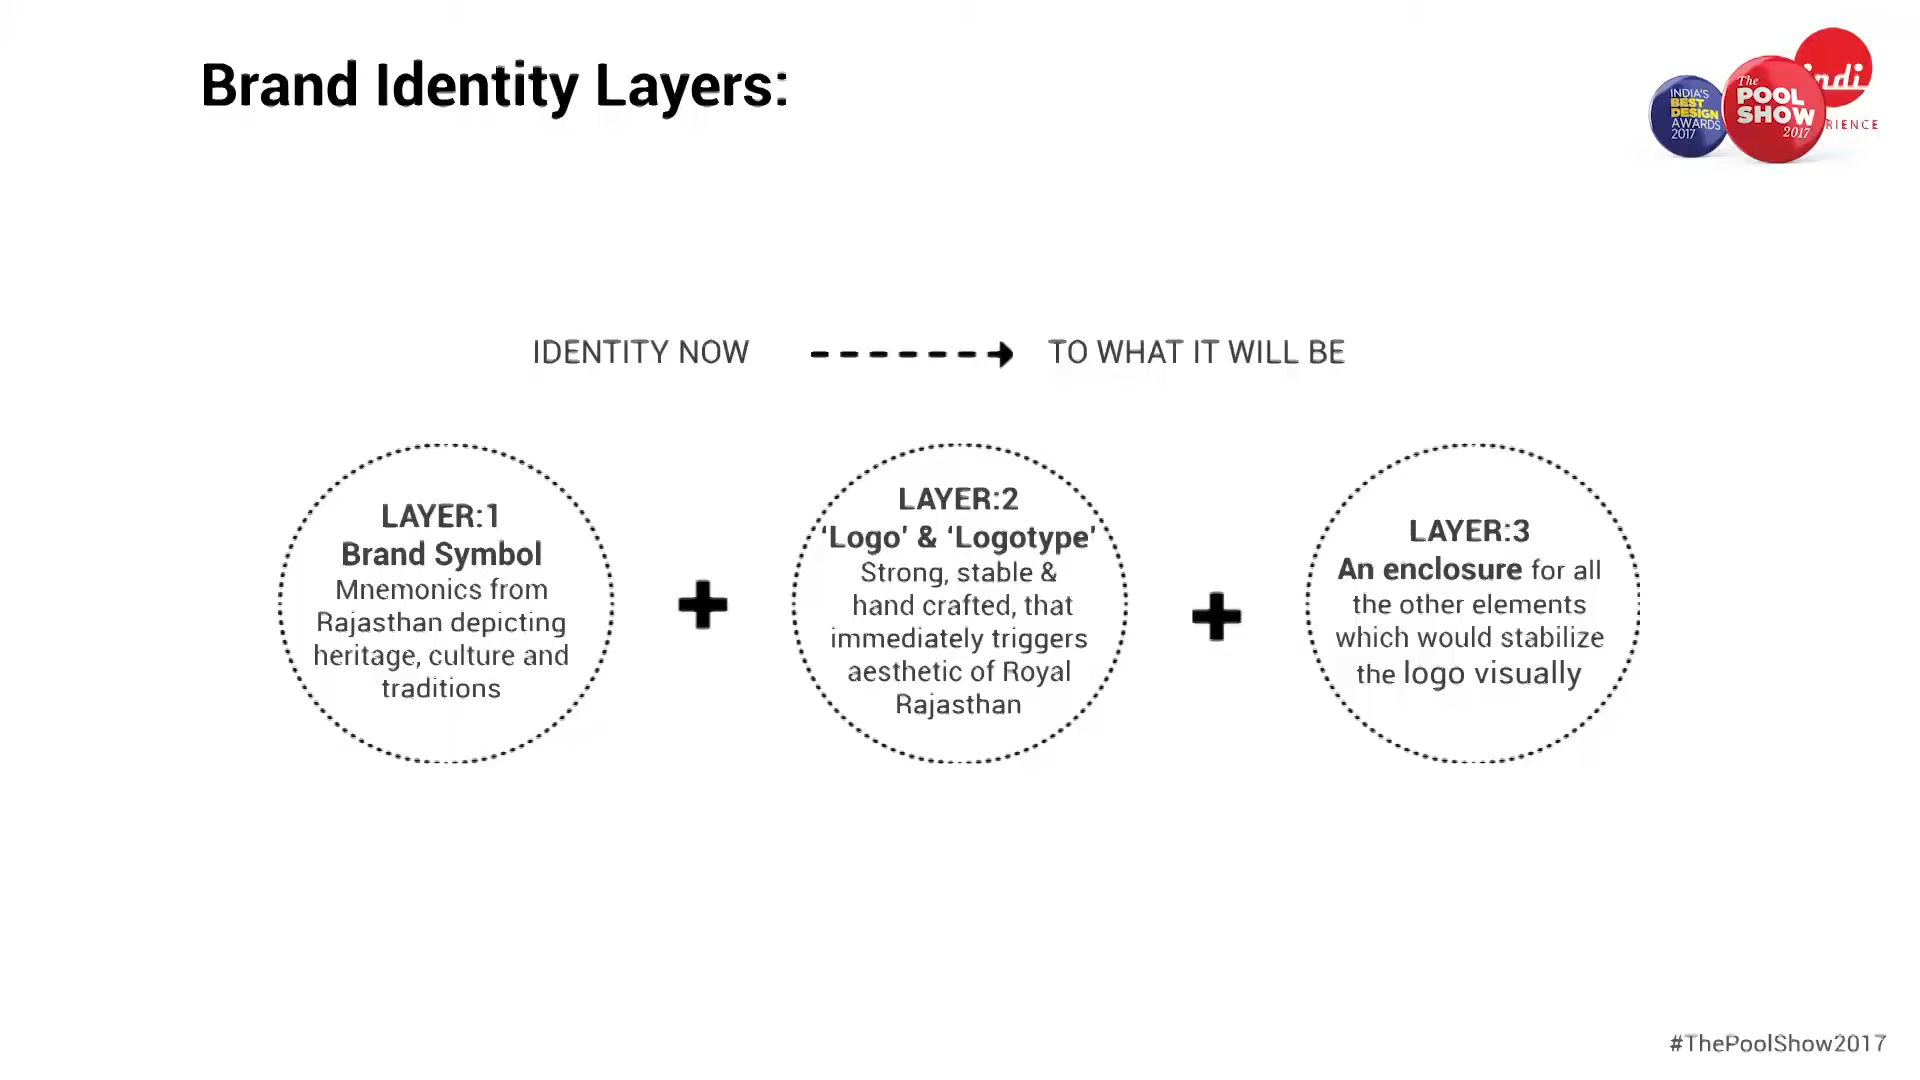 Brand Identity Layers:
INDIA'S
BEST
DESIGN
AWARDS
2017
The
POOL
SHOW
2017
IDENTITY NOW
TO WHAT IT WILL BE
LAYER:1
Brand Symbol
Mnemonics from
Rajasthan depicting
heritage, culture and
traditions
LAYER:2
‘Logo’ & ‘Logotype’
Strong, stable &
hand crafted, that
immediately triggers
aesthetic of Royal
Rajasthan
LAYER:3
An enclosure for all
the other elements
which would stabilize
the logo visually
#ThePoolShow2017